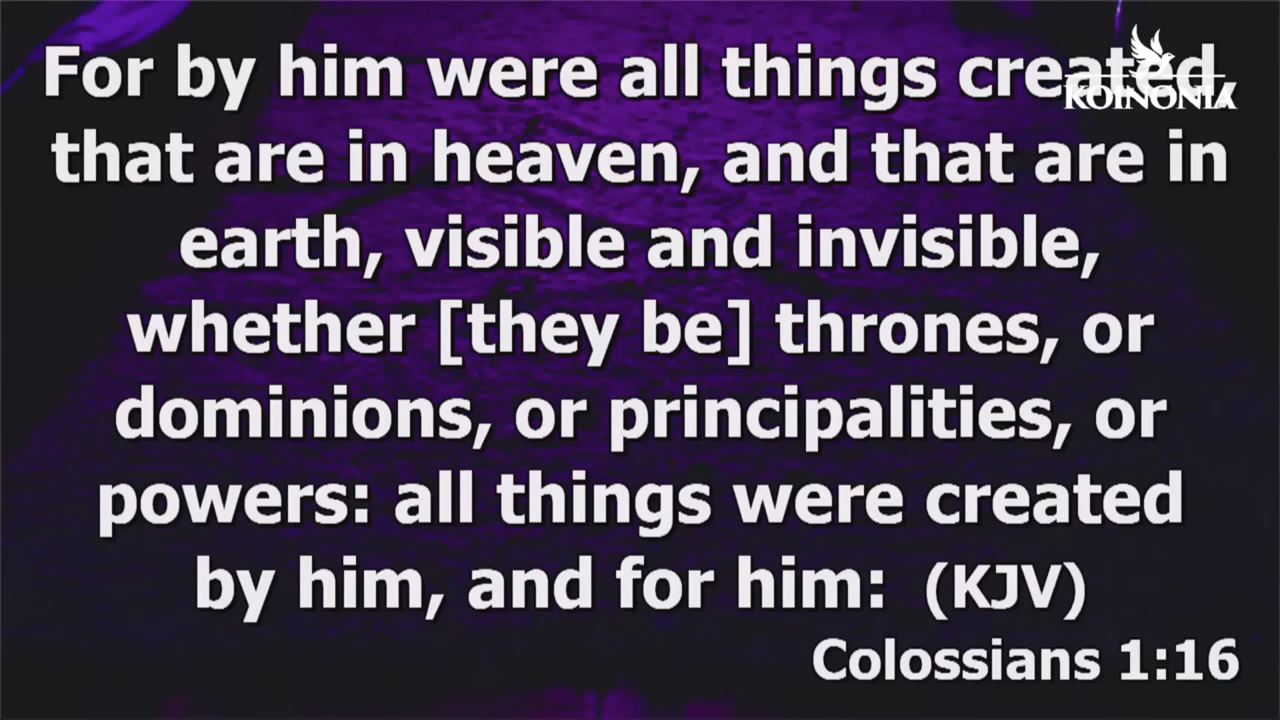 For by him were all things created,
KOINONIA
that are in heaven, and that are in
earth, visible and invisible,
whether [they be] thrones, or
dominions, or principalities, or
powers: all things were created
by him, and for him: (KJV)
Colossians 1:16